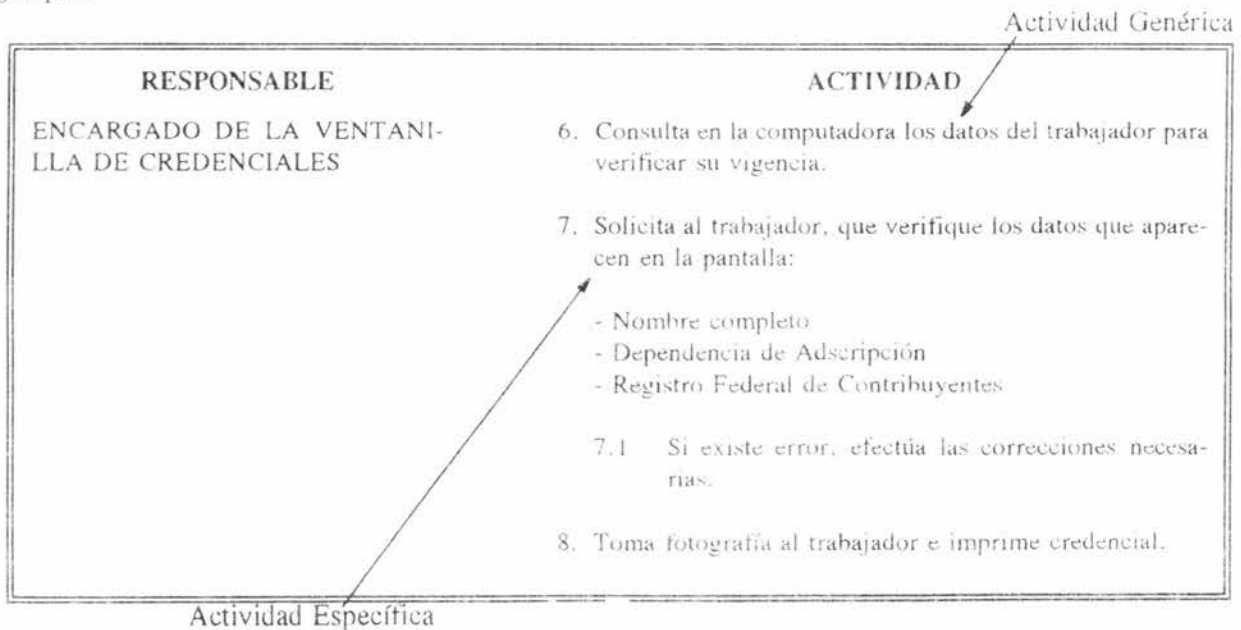 Actividad Genérica
RESPONSABLE
ACTIVIDAD
ENCARGADO DE LA VENTANI-
LLA DE CREDENCIALES
6. Consulta en la computadora los datos del trabajador para
verificar su vigencia.
7. Solicita al trabajador, que verifique los datos que apare-
cen en la pantalla:
- Nombre completo
- Dependencia de Adscripción
- Registro Federal de Contribuyentes
7.1 Si existe error, efectúa las correcciones necesa-
rias.
8. Toma fotografía al trabajador e imprime credencial.
Actividad Específica